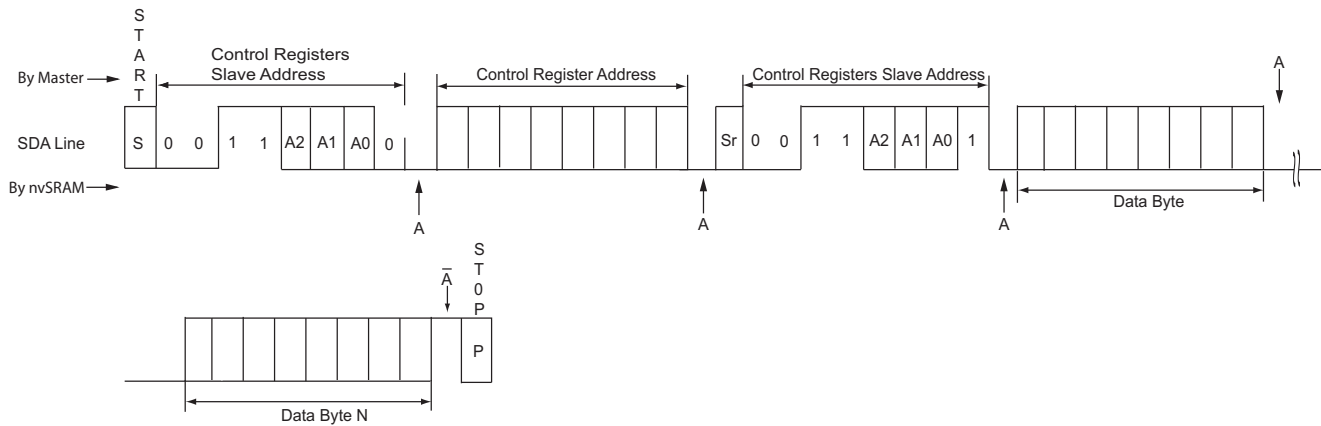 START
Control Registers
Slave Address
By Master
Control Register Address
Control Registers Slave Address
A
SDA Line
S 0 0 1 1 A2 A1 A0 0
Sr 0 0 1 1 A2 A1 A0 1
By nvSRAM
A
A
A
Data Byte
ST0P
A̅
P
Data Byte N